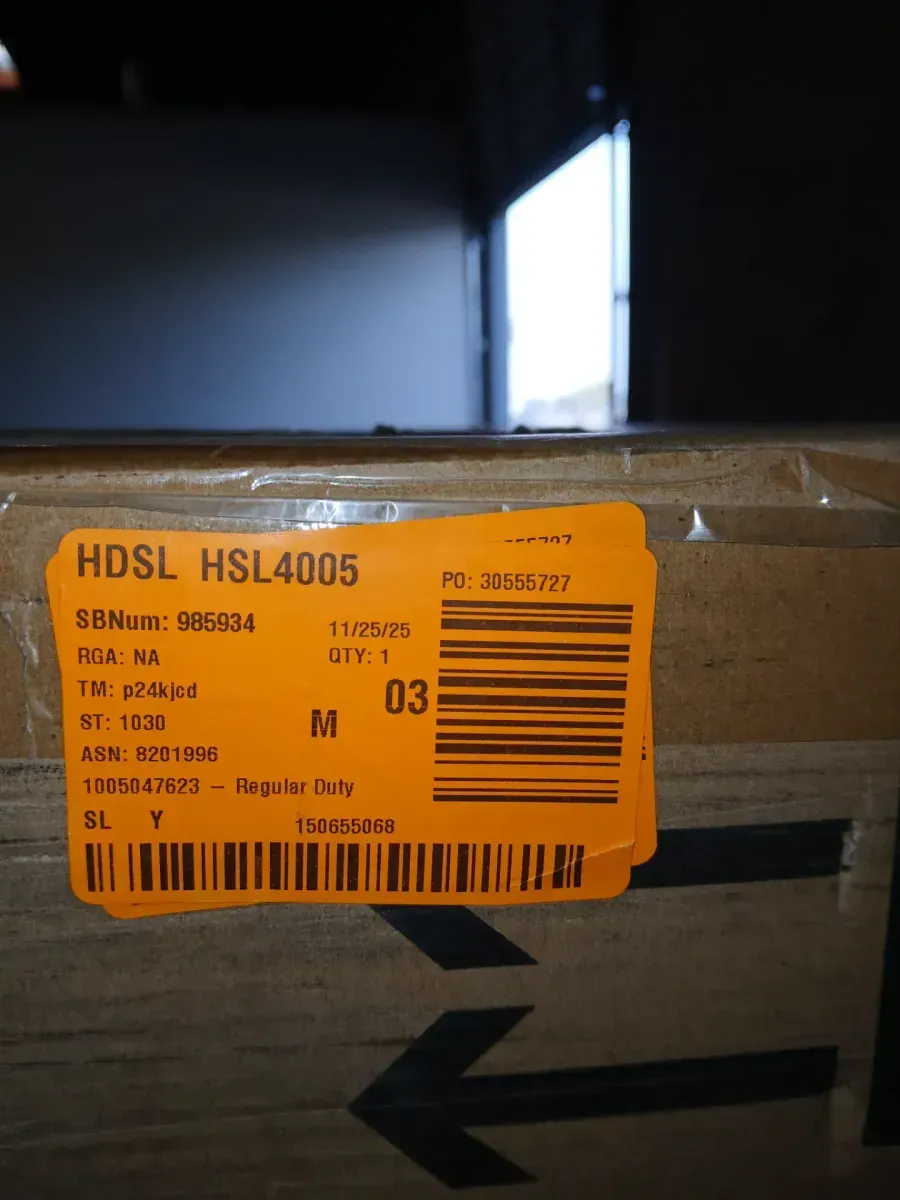 HDSL HSL4005
PO: 30555727
SBNum: 985934
11/25/25
RGA: NA
QTY: 1
TM: p24kjcd
03
ST: 1030
M
ASN: 8201996
1005047623 – Regular Duty
SL Y
150655068